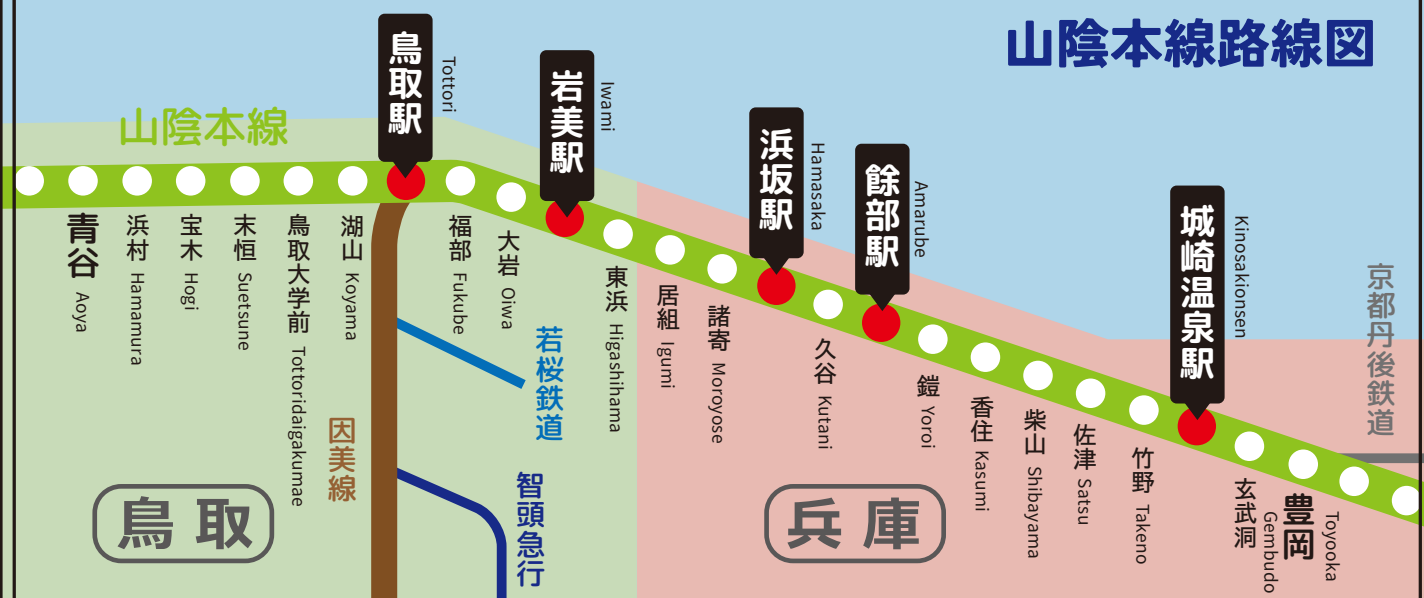 山陰本線路線図
山陰本線
鳥取駅 Tottori
岩美駅 Iwami
浜坂駅 Hamasaka
餘部駅 Amarube
城崎温泉駅 Kinosakionsen
青谷 Aoya
浜村 Hamamura
宝木 Hogi
末恒 Suetsune
鳥取大学前 Tottoridaigakumae
湖山 Koyama
福部 Fukube
大岩 Oiwa
東浜 Higashihama
居組 Igumi
諸寄 Moroyose
久谷 Kutani
鎧 Yoroi
香住 Kasumi
柴山 Shibayama
佐津 Satsu
竹野 Takeno
玄武洞 Gembudo
豊岡 Toyooka
因美線
若桜鉄道
智頭急行
京都丹後鉄道
鳥取
兵庫